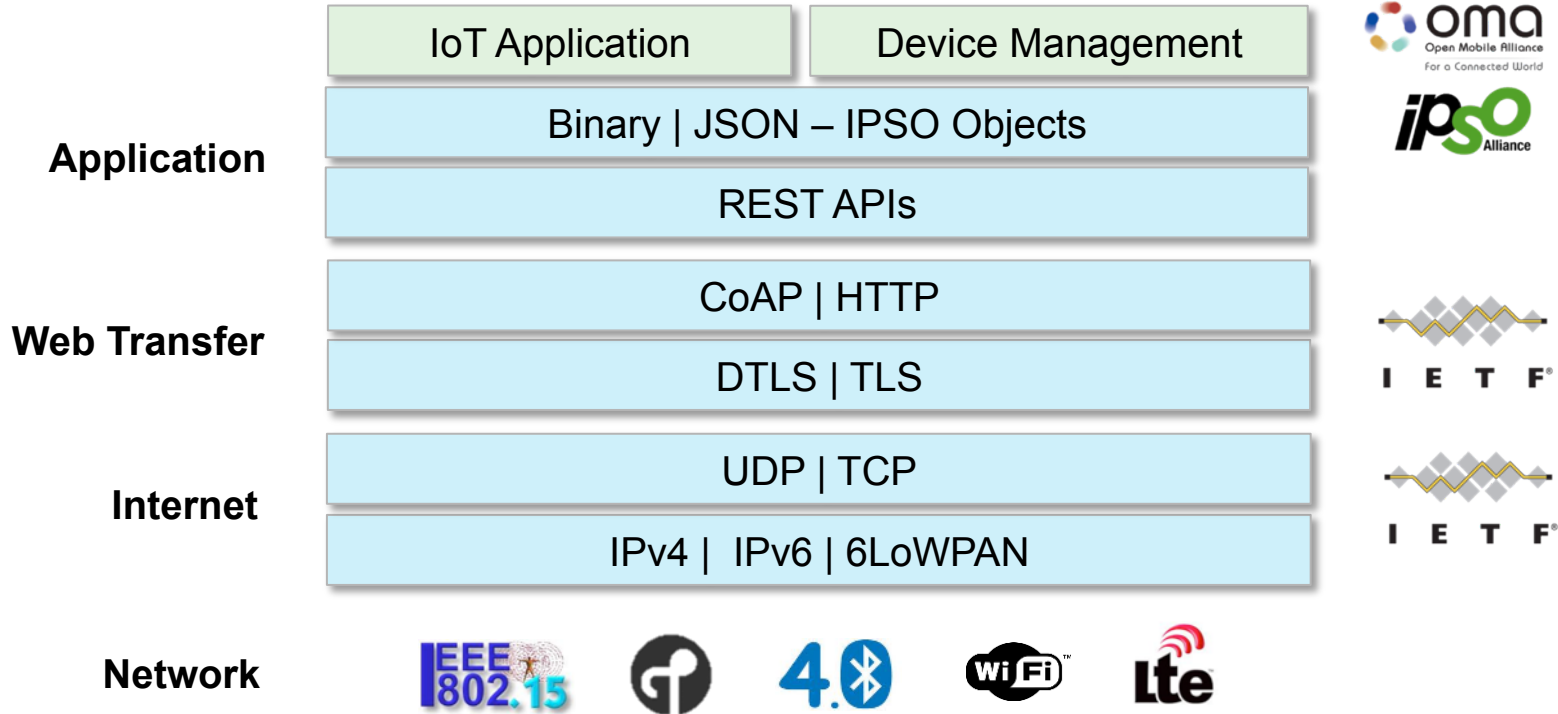 IoT Application
Device Management
oma
Open Mobile Alliance
For a Connected World
Application
Binary | JSON – IPSO Objects
ipso
Alliance
REST APIs
Web Transfer
CoAP | HTTP
DTLS | TLS
I E T F®
Internet
UDP | TCP
IPv4 | IPv6 | 6LoWPAN
I E T F®
Network
IEEE 802.15
4.0
Wi Fi™
Lte